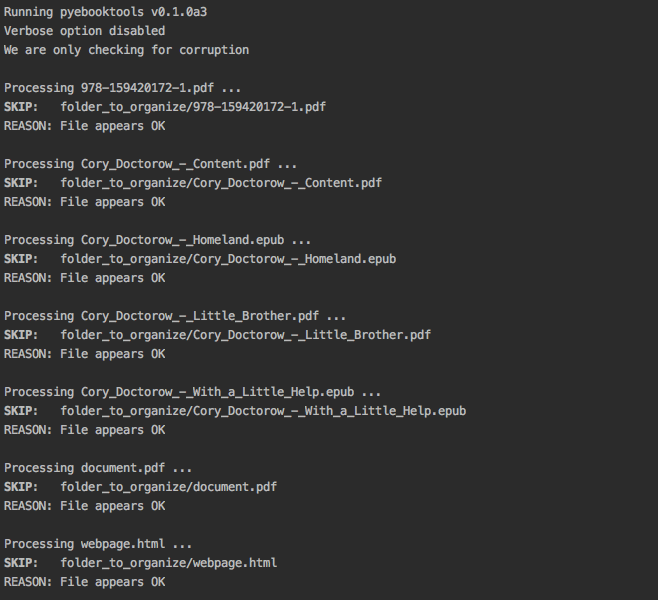 Running pyebooktools v0.1.0a3
Verbose option disabled
We are only checking for corruption

Processing 978-159420172-1.pdf ...
SKIP:   folder_to_organize/978-159420172-1.pdf
REASON: File appears OK

Processing Cory_Doctorow_-_Content.pdf ...
SKIP:   folder_to_organize/Cory_Doctorow_-_Content.pdf
REASON: File appears OK

Processing Cory_Doctorow_-_Homeland.epub ...
SKIP:   folder_to_organize/Cory_Doctorow_-_Homeland.epub
REASON: File appears OK

Processing Cory_Doctorow_-_Little_Brother.pdf ...
SKIP:   folder_to_organize/Cory_Doctorow_-_Little_Brother.pdf
REASON: File appears OK

Processing Cory_Doctorow_-_With_a_Little_Help.epub ...
SKIP:   folder_to_organize/Cory_Doctorow_-_With_a_Little_Help.epub
REASON: File appears OK

Processing document.pdf ...
SKIP:   folder_to_organize/document.pdf
REASON: File appears OK

Processing webpage.html ...
SKIP:   folder_to_organize/webpage.html
REASON: File appears OK